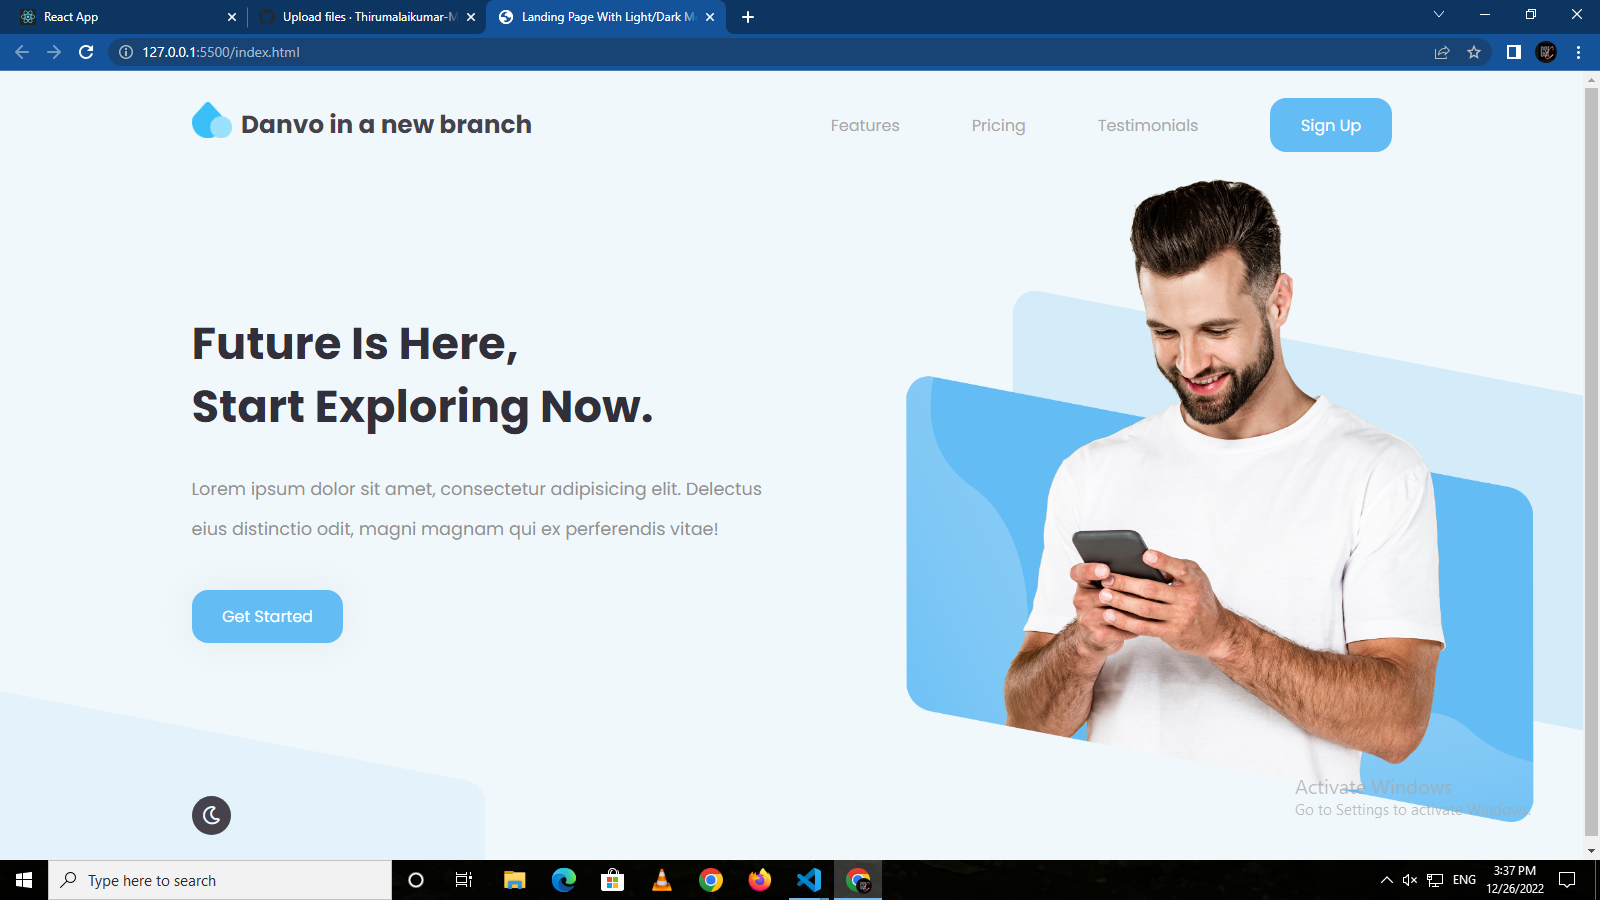 React App
Upload files · Thirumalaikumar-M
Landing Page With Light/Dark M
127.0.0.1:5500/index.html
Danvo in a new branch
Features
Pricing
Testimonials
Sign Up
Future Is Here,
Start Exploring Now.
Lorem ipsum dolor sit amet, consectetur adipisicing elit. Delectus
eius distinctio odit, magni magnam qui ex perferendis vitae!
Get Started
Activate Windows
Go to Settings to activate Windows.
Type here to search
ENG
3:37 PM
12/26/2022